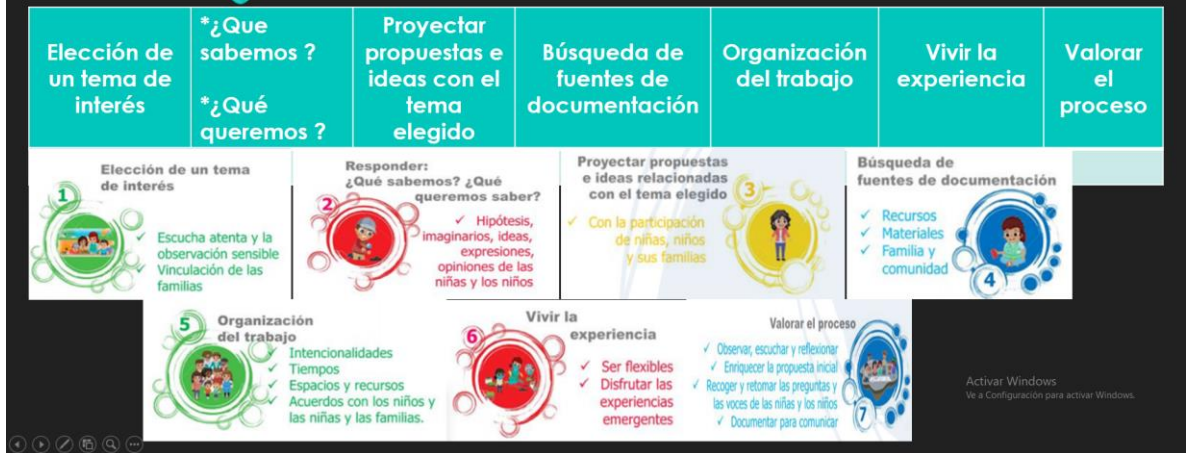 Elección de
un tema de
interés
*¿Que
sabemos ?
*¿Qué
queremos ?
Proyectar
propuestas e
ideas con el
tema
elegido
Búsqueda de
fuentes de
documentación
Organización
del trabajo
Vivir la
experiencia
Valorar
el
proceso
1
Elección de un tema
de interés
✓ Escucha atenta y la
observación sensible
✓ Vinculación de las
familias
2
Responder:
¿Qué sabemos? ¿Qué
queremos saber?
✓ Hipótesis,
imaginarios, ideas,
expresiones,
opiniones de las
niñas y los niños
Proyectar propuestas
e ideas relacionadas
con el tema elegido
3
✓ Con la participación
de niñas, niños
y sus familias
Búsqueda de
fuentes de documentación
✓ Recursos
✓ Materiales
✓ Familia y
comunidad
4
5
Organización
del trabajo
✓ Intencionalidades
✓ Tiempos
✓ Espacios y recursos
✓ Acuerdos con los niños y
las niñas y las familias.
6
Vivir la
experiencia
✓ Ser flexibles
✓ Disfrutar las
experiencias
emergentes
Valorar el proceso
✓ Observar, escuchar y reflexionar
✓ Enriquecer la propuesta inicial
✓ Recoger y retomar las preguntas y
las voces de las niñas y los niños
✓ Documentar para comunicar
7
Activar Windows
Ve a Configuración para activar Windows.